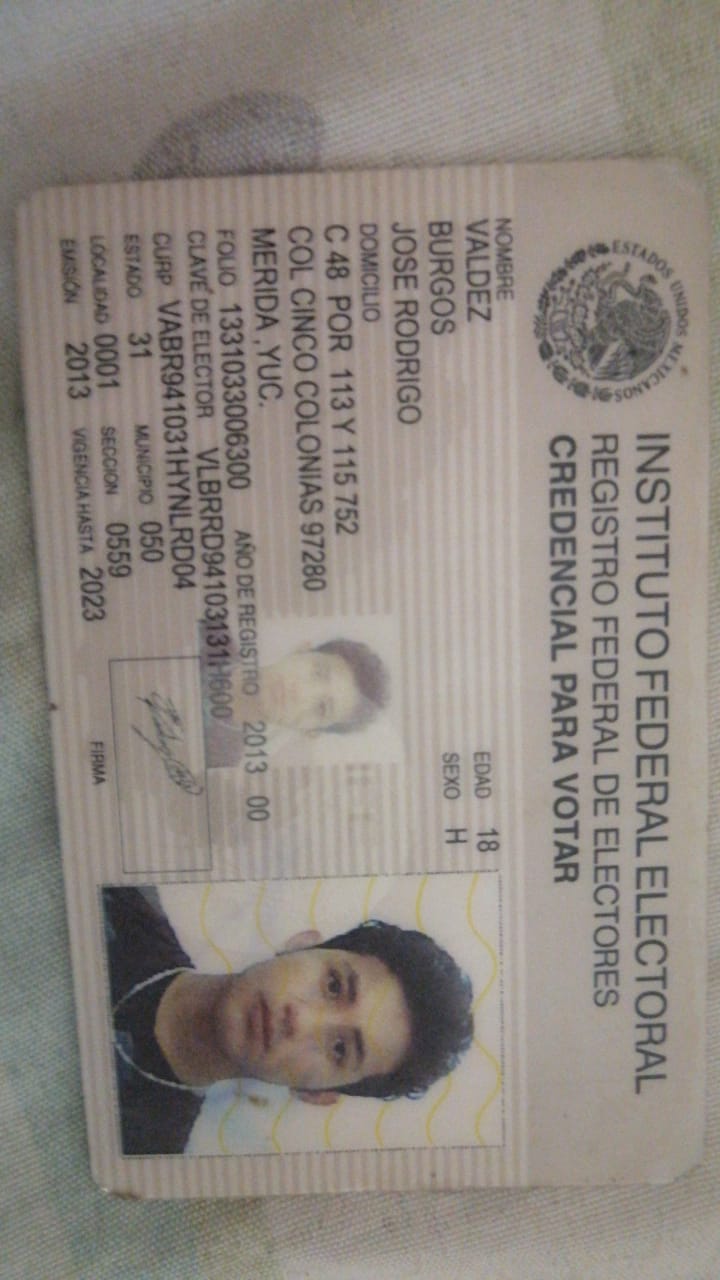 ESTADOS UNIDOS MEXICANOS
INSTITUTO FEDERAL ELECTORAL
REGISTRO FEDERAL DE ELECTORES
CREDENCIAL PARA VOTAR
NOMBRE
VALDEZ
BURGOS
JOSE RODRIGO
EDAD 18
SEXO H
DOMICILIO
C 48 POR 113 Y 115 752
COL CINCO COLONIAS 97280
MERIDA ,YUC.
FOLIO 1331033006300 AÑO DE REGISTRO 2013 00
CLAVE DE ELECTOR VLBRRD94103131H600
CURP VABR941031HYNLRD04
ESTADO 31 MUNICIPIO 050
LOCALIDAD 0001 SECCION 0559
EMISIÓN 2013 VIGENCIA HASTA 2023
FIRMA